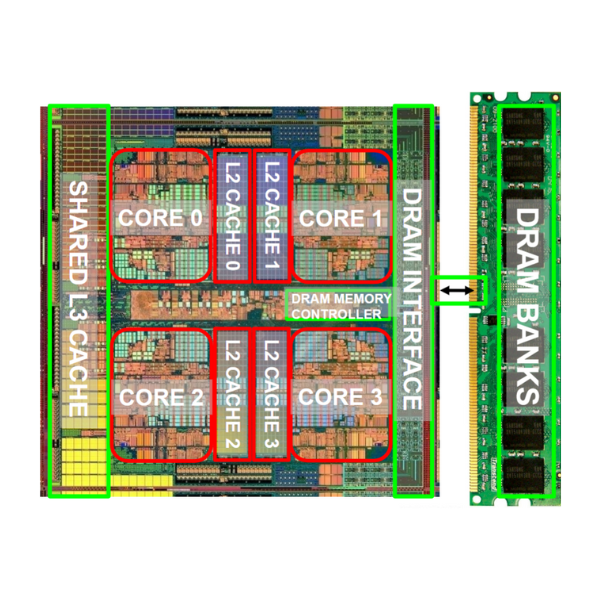 SHARED L3 CACHE
CORE 0
L2 CACHE 0
L2 CACHE 1
CORE 1
DRAM MEMORY
CONTROLLER
CORE 2
L2 CACHE 2
L2 CACHE 3
CORE 3
DRAM INTERFACE
DRAM BANKS
Transcend